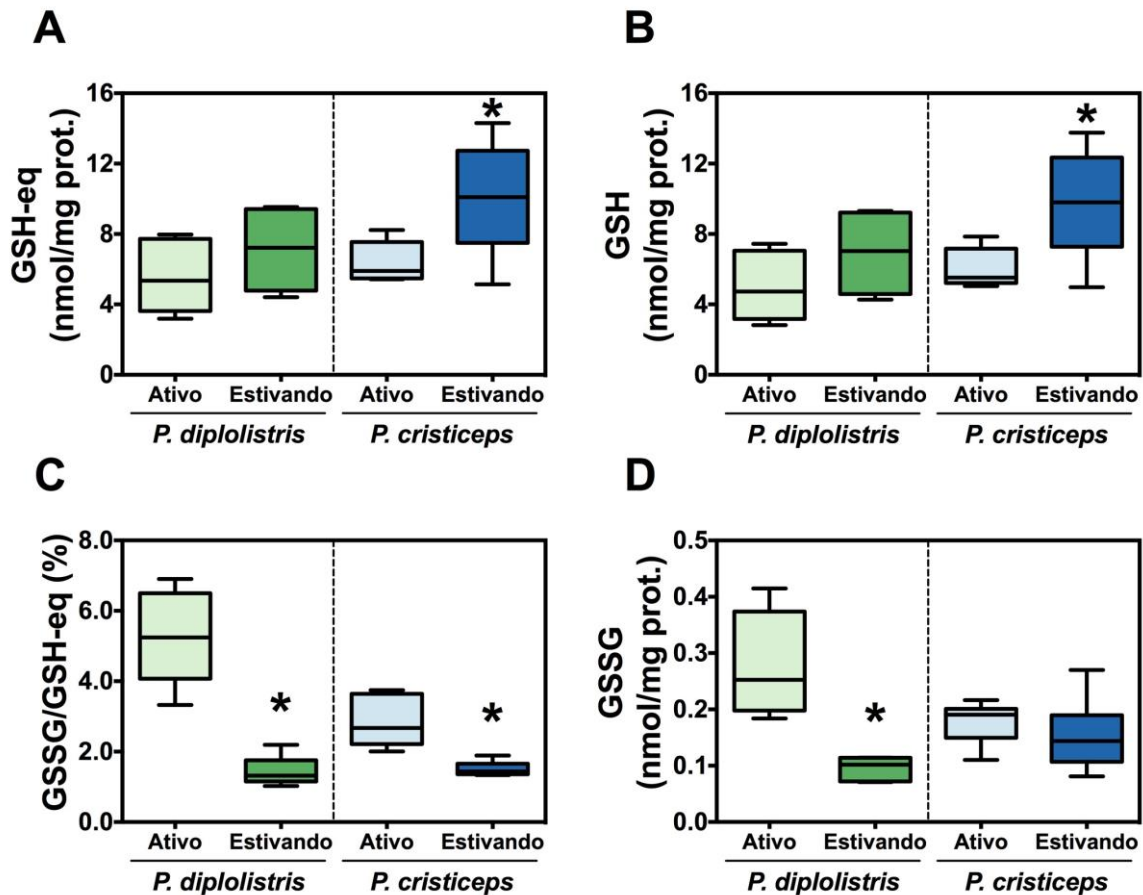 A
GSH-eq
(nmol/mg prot.)
16
12
8
4
0
*
Ativo Estivando Ativo Estivando
P. diplolistris P. cristiceps
B
GSH
(nmol/mg prot.)
16
12
8
4
0
*
Ativo Estivando Ativo Estivando
P. diplolistris P. cristiceps
C
GSSG/GSH-eq (%)
8.0
6.0
4.0
2.0
0.0
* *
Ativo Estivando Ativo Estivando
P. diplolistris P. cristiceps
D
GSSG
(nmol/mg prot.)
0.5
0.4
0.3
0.2
0.1
0.0
*
Ativo Estivando Ativo Estivando
P. diplolistris P. cristiceps